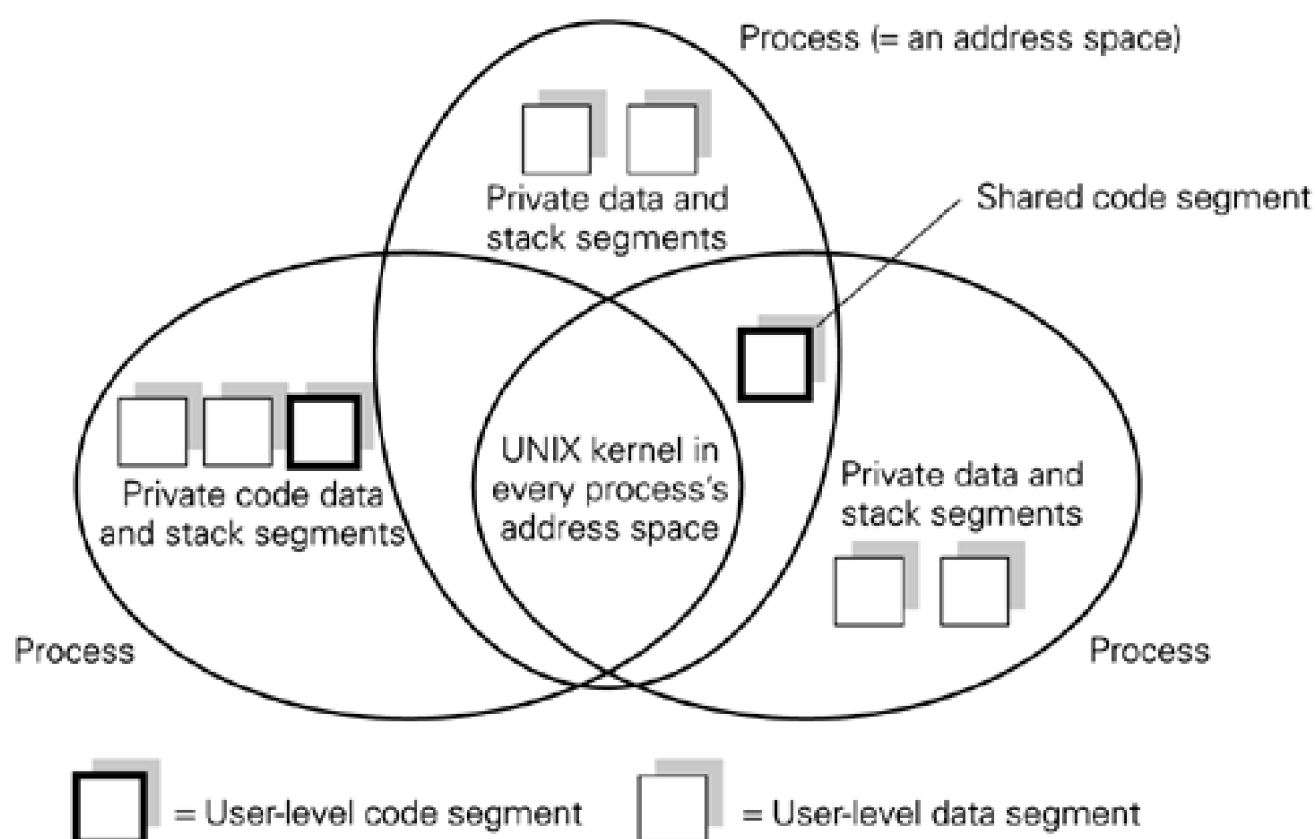 Process (= an address space)
Private data and
stack segments
Shared code segment
UNIX kernel in
every process's
address space
Private code data
and stack segments
Private data and
stack segments
Process
Process
= User-level code segment
= User-level data segment